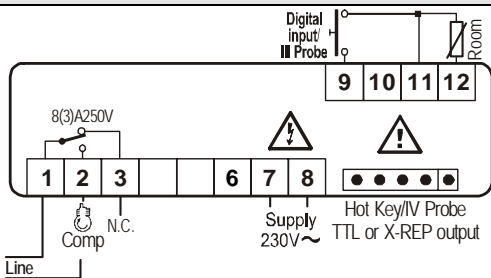 Digital
input/
III Probe
Room
9 10 11 12
8(3)A250V
1 2 3 6 7 8
Comp
N.C.
Supply
230V~
Hot Key/IV Probe
TTL or X-REP output
Line